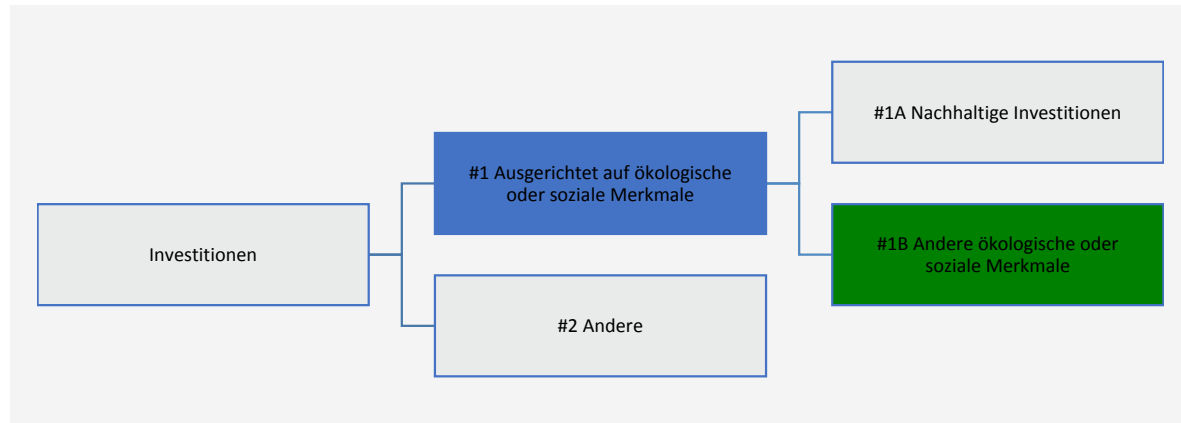 Investitionen
#1 Ausgerichtet auf ökologische
oder soziale Merkmale
#2 Andere
#1A Nachhaltige Investitionen
#1B Andere ökologische oder
soziale Merkmale